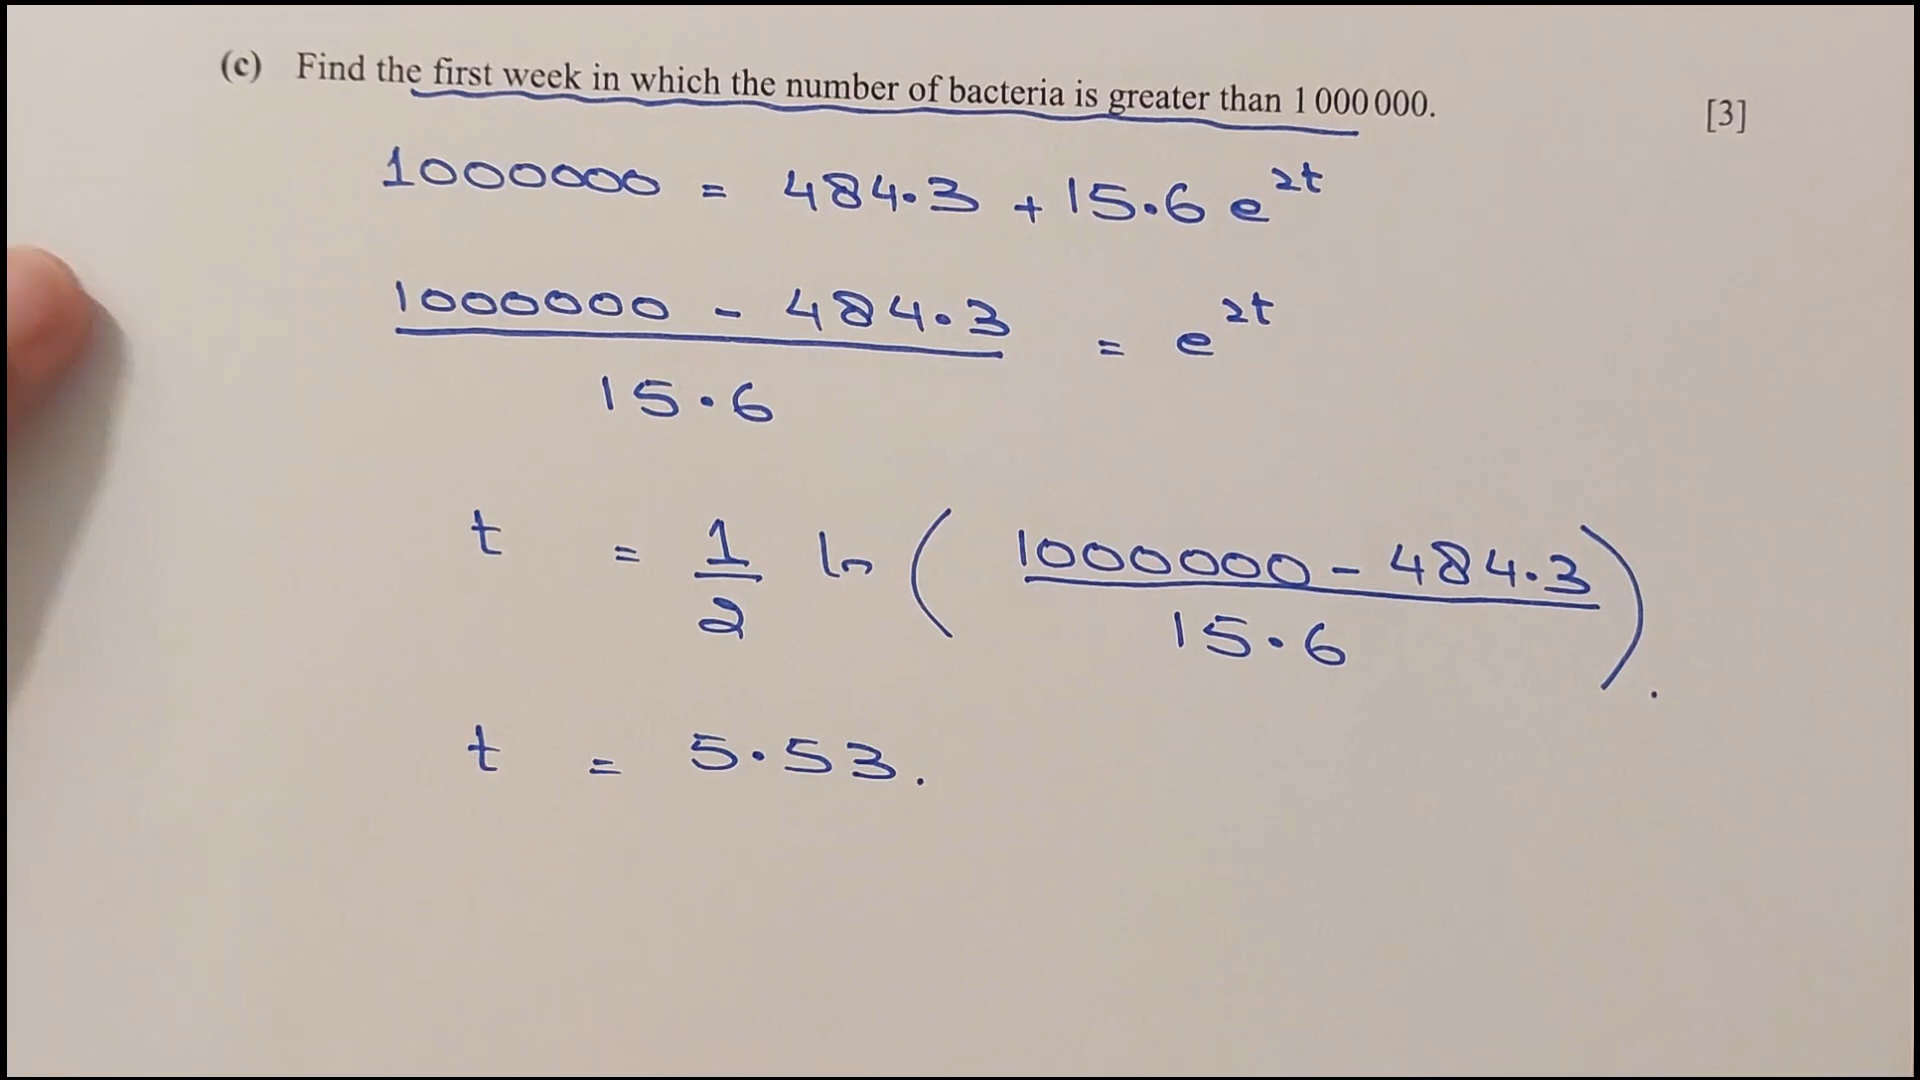 (c) Find the first week in which the number of bacteria is greater than 1 000 000. [3]
1000000 = 484.3 + 15.6 e^2t
1000000 - 484.3 / 15.6 = e^2t
t = 1/2 ln ( 1000000 - 484.3 / 15.6 ).
t = 5.53.